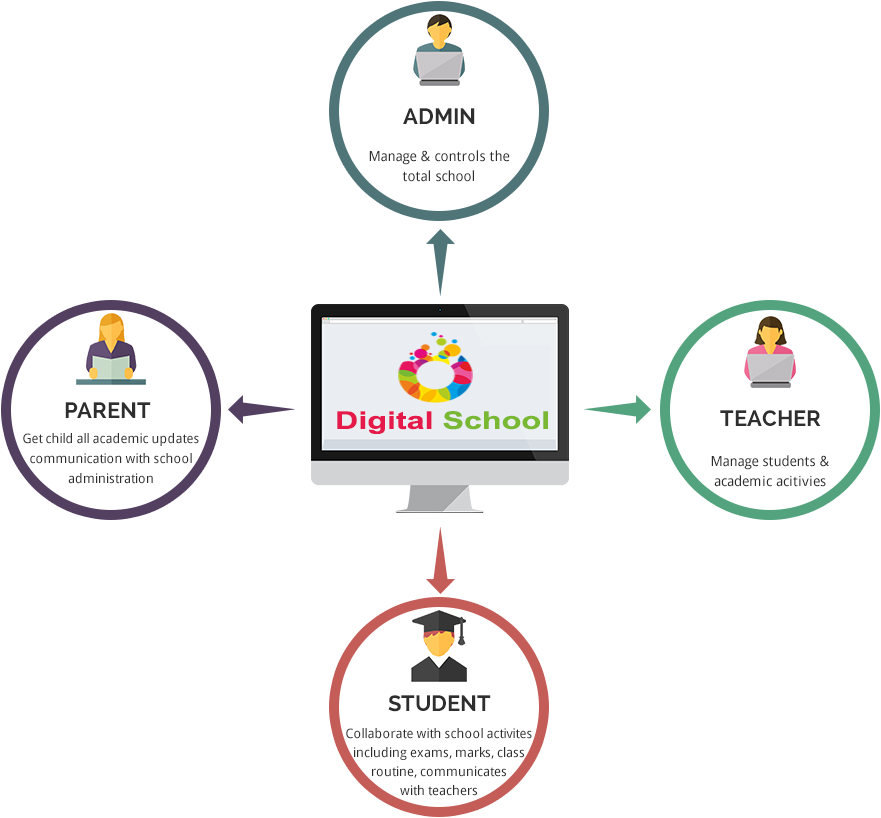 ADMIN
Manage & controls the
total school
Digital School
PARENT
Get child all academic updates
communication with school
administration
TEACHER
Manage students &
academic acitivies
STUDENT
Collaborate with school activites
including exams, marks, class
routine, communicates
with teachers